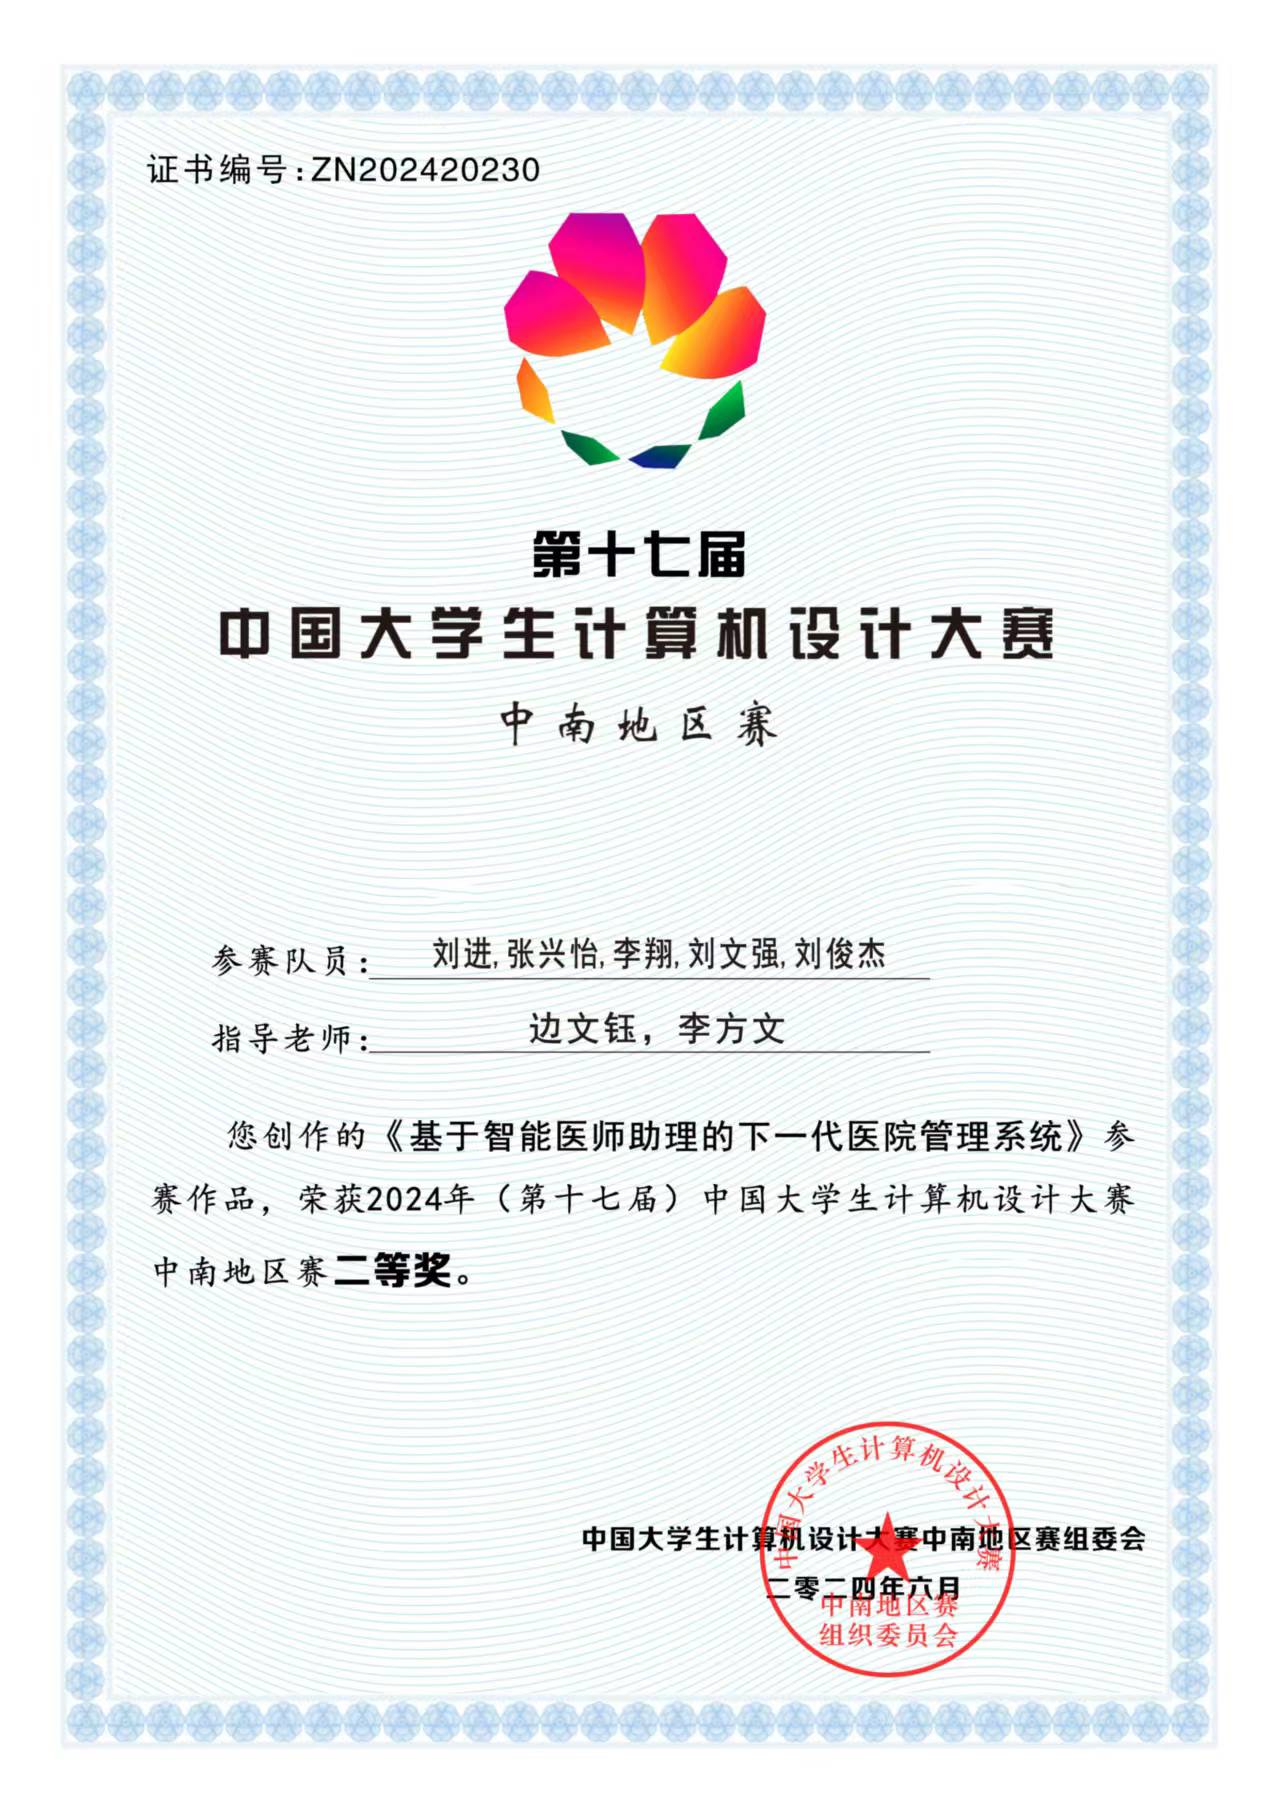 证书编号:ZN202420230
第十七届
中国大学生计算机设计大赛
中南地区赛
参赛队员: 刘进,张兴怡,李翔,刘文强,刘俊杰
指导老师: 边文钰，李方文
您创作的《基于智能医师助理的下一代医院管理系统》参
赛作品，荣获2024年（第十七届）中国大学生计算机设计大赛
中南地区赛二等奖。
中国大学生计算机设计大赛中南地区赛组委会
二零二四年六月
中国大学生计算机设计大赛
中南地区赛
组织委员会